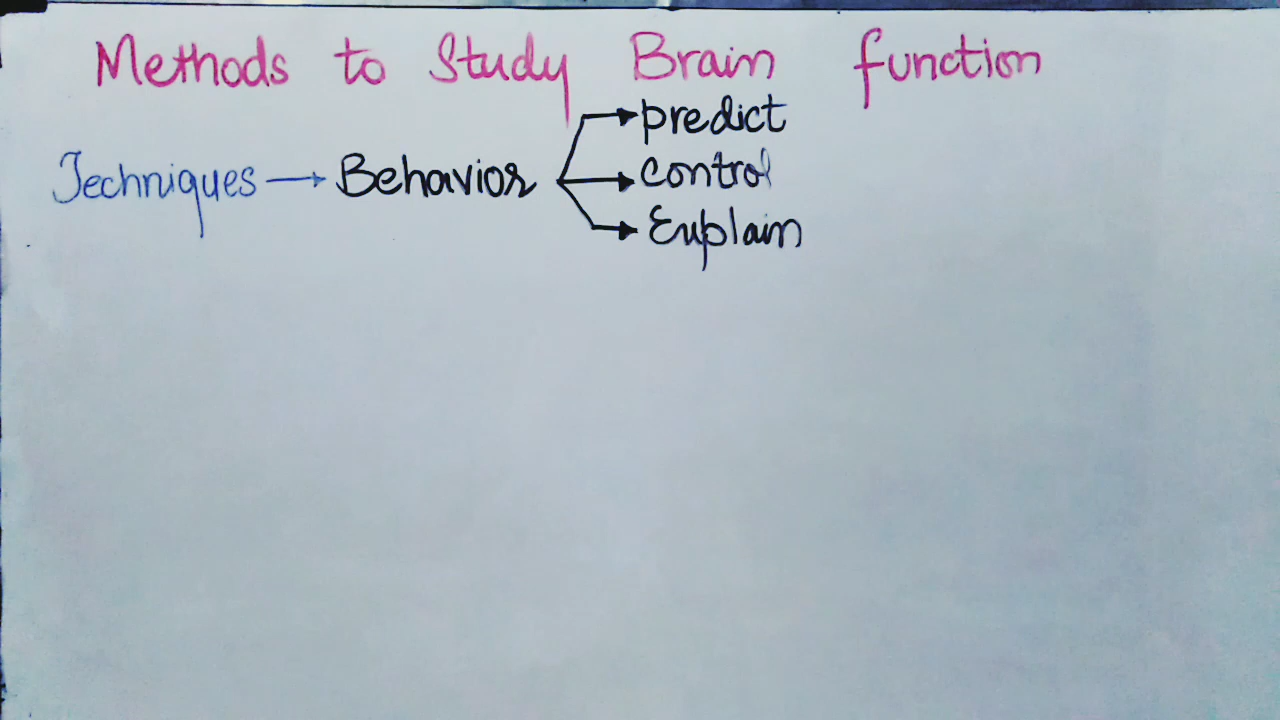 Methods to Study Brain function
predict
Techniques → Behavior → control
Explain